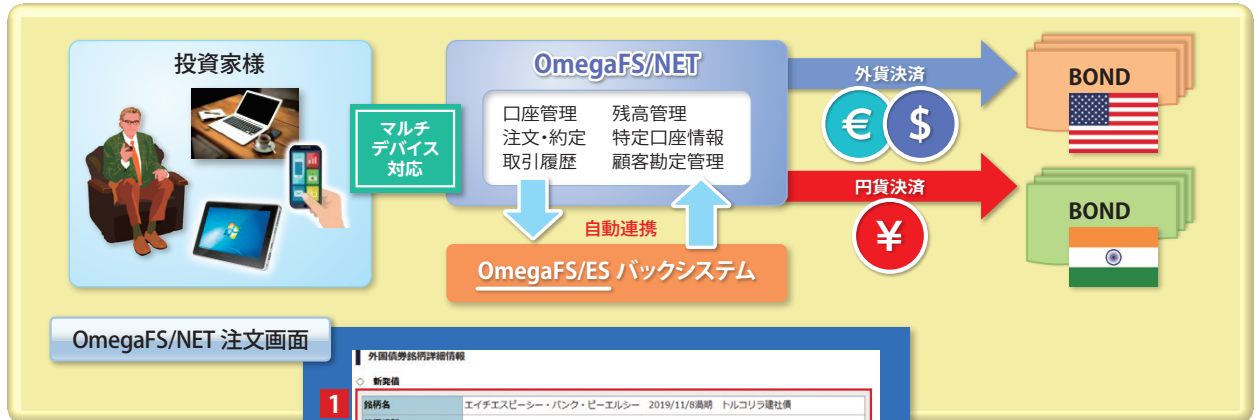 投資家様
マルチ
デバイス
対応
OmegaFS/NET
口座管理 残高管理
注文・約定 特定口座情報
取引履歴 顧客勘定管理
自動連携
OmegaFS/ES バックシステム
外貨決済
€ $
BOND
円貨決済
¥
BOND
OmegaFS/NET 注文画面
外国債券銘柄詳細情報
◇ 新発債
1
銘柄名 エイチエスビーシー・バンク・ピーエルシー 2019/11/8満期 トルコリラ建社債